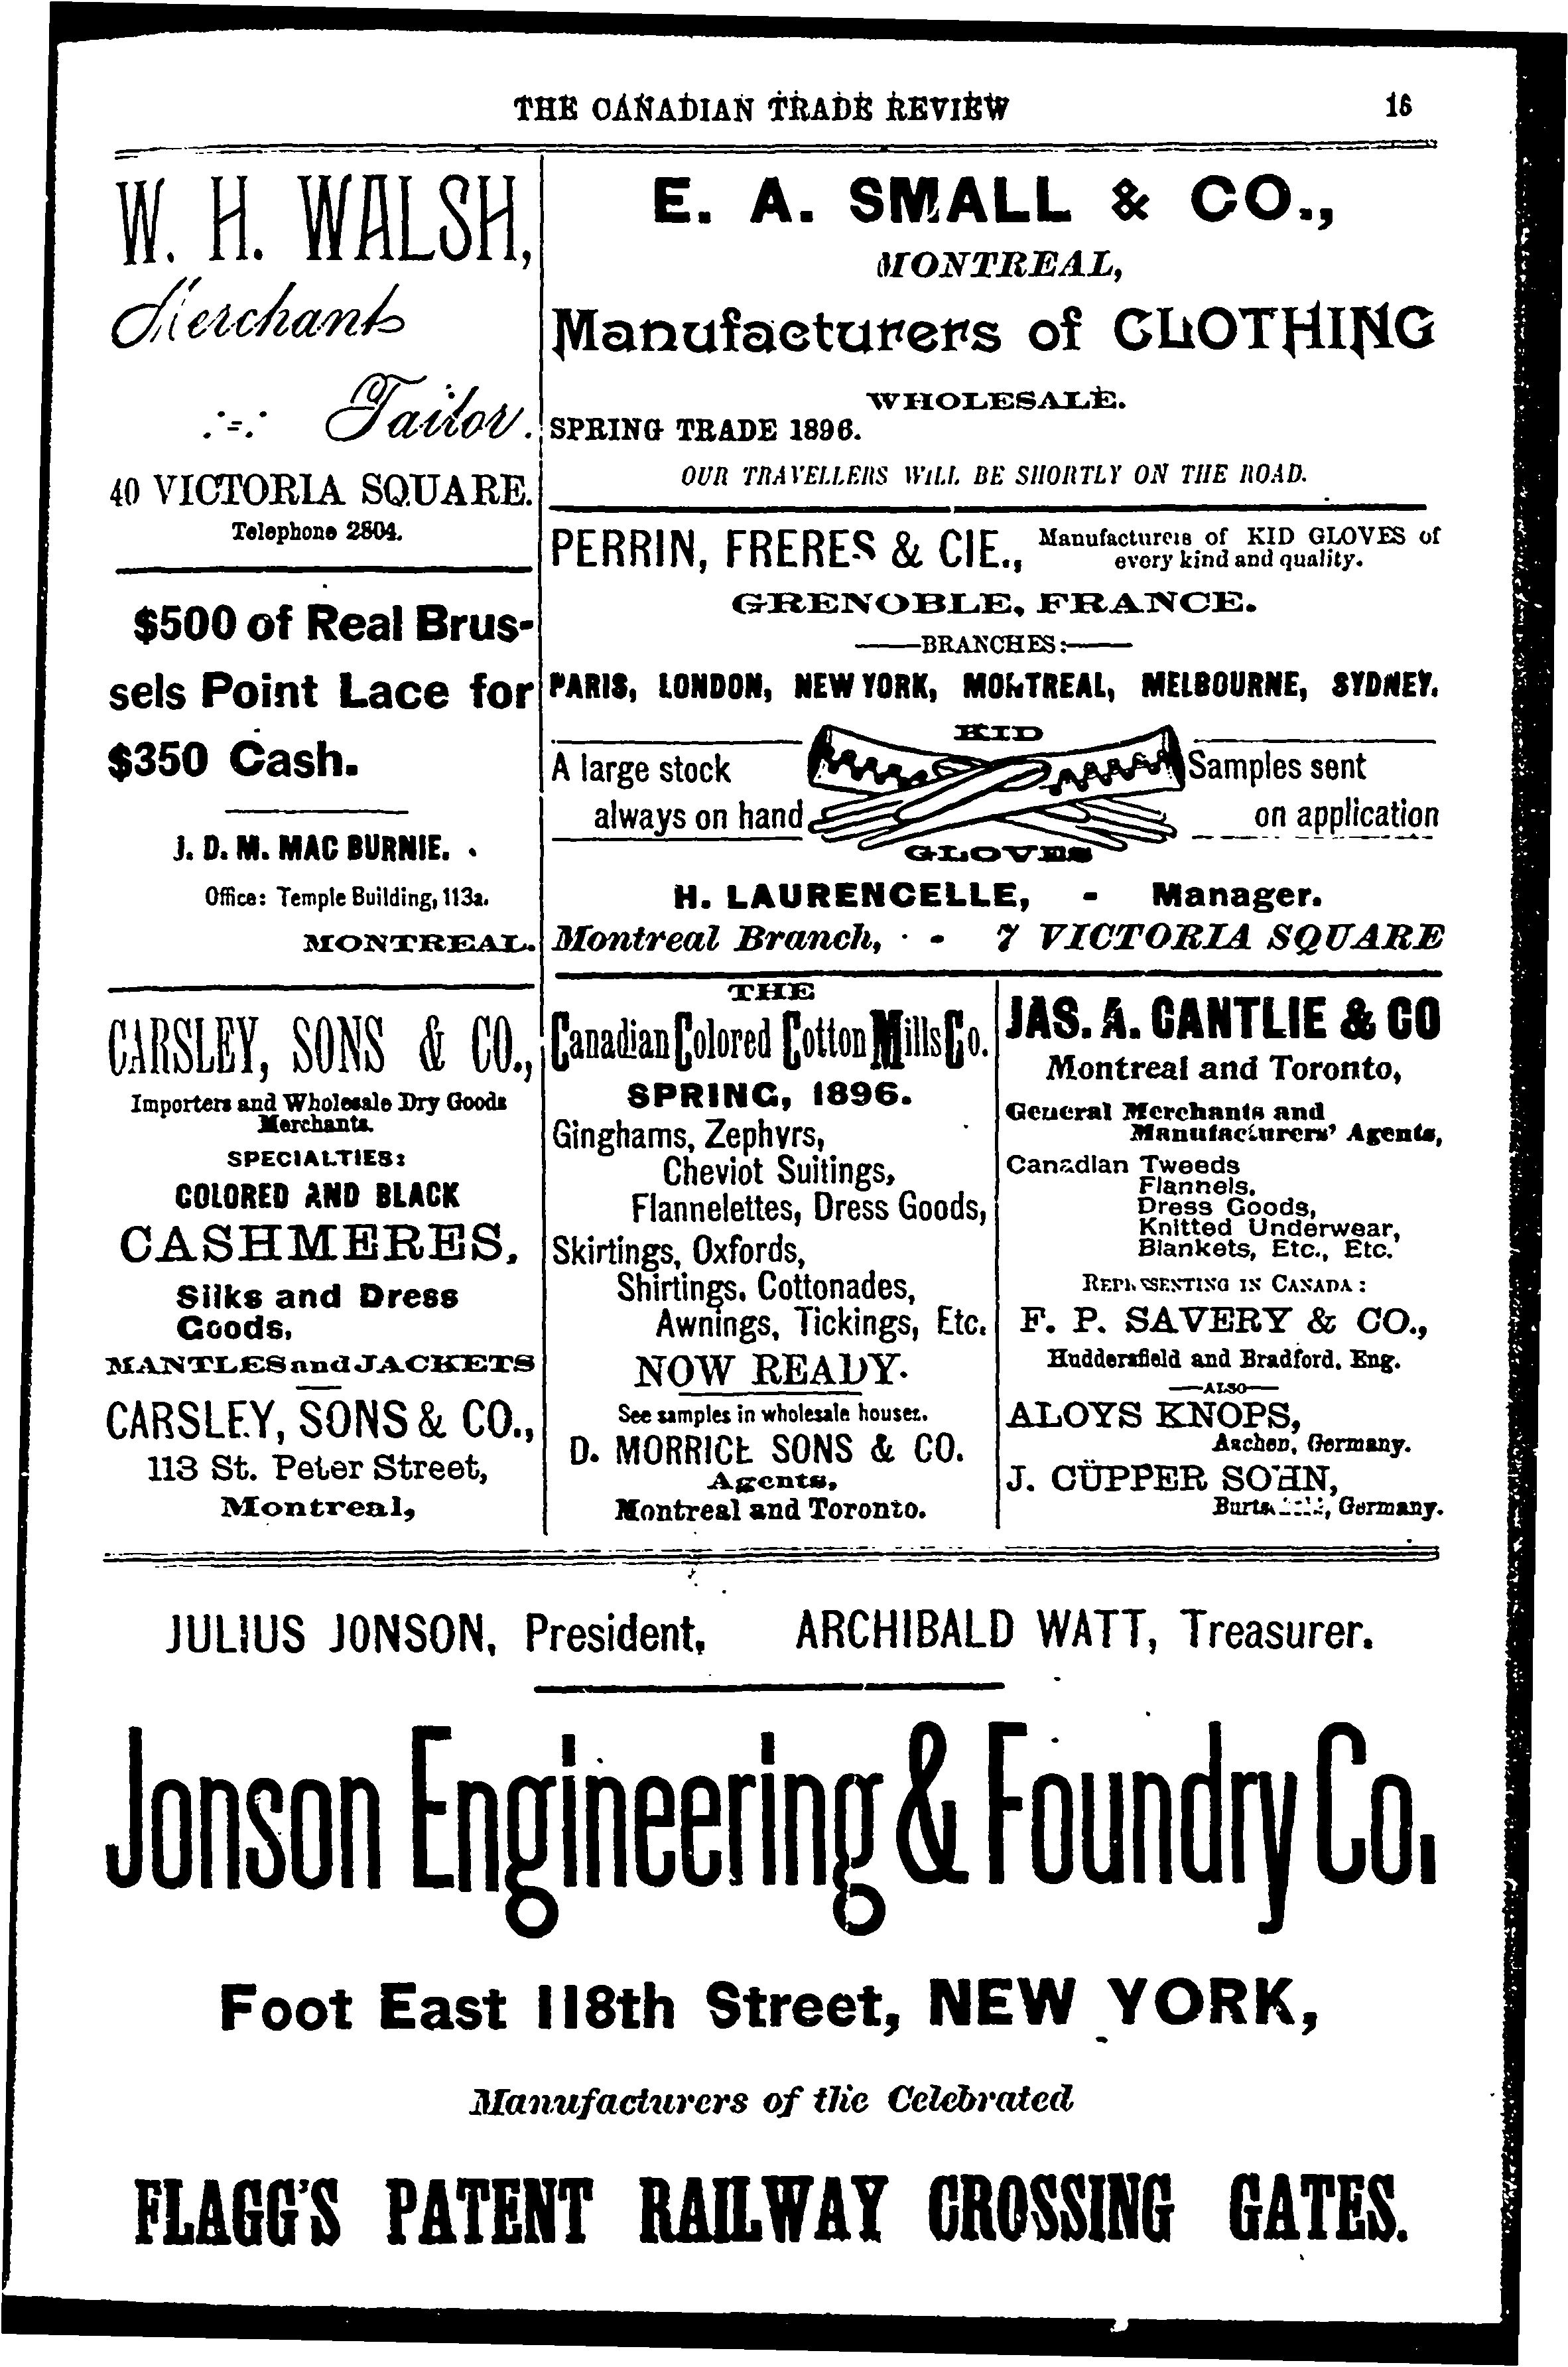 THE CANADIAN TRADE REVIEW 15
W. H. WALSH,
Merchant
Tailor.
40 VICTORIA SQUARE.
Telephone 2804.
$500 of Real Brus-
sels Point Lace for
$350 Cash.
J. D. M. MAC BURNIE.
Office: Temple Building, 113a.
MONTREAL.
E. A. SMALL & CO.,
MONTREAL,
Manufacturers of CLOTHING
WHOLESALE.
SPRING TRADE 1896.
OUR TRAVELLERS WILL BE SHORTLY ON THE ROAD.
PERRIN, FRERES & CIE.,
Manufacturers of KID GLOVES of
every kind and quality.
GRENOBLE, FRANCE.
BRANCHES:
PARIS, LONDON, NEW YORK, MONTREAL, MELBOURNE, SYDNEY.
A large stock
always on hand
KID
GLOVES
Samples sent
on application
H. LAURENCELLE, - Manager.
Montreal Branch, - - 7 VICTORIA SQUARE
CARSLEY, SONS & CO.,
Importers and Wholesale Dry Goods
Merchants.
SPECIALTIES:
COLORED AND BLACK
CASHMERES,
Silks and Dress
Goods,
MANTLES and JACKETS
CARSLEY, SONS & CO.,
113 St. Peter Street,
Montreal,
THE
Canadian Colored Cotton Mills Co.
SPRING, 1896.
Ginghams, Zephyrs,
Cheviot Suitings,
Flannelettes, Dress Goods,
Skirtings, Oxfords,
Shirtings, Cottonades,
Awnings, Tickings, Etc.
NOW READY.
See samples in wholesale houses.
D. MORRICE SONS & CO.
Agents,
Montreal and Toronto.
JAS. A. CANTLIE & CO
Montreal and Toronto,
General Merchants and
Manufacturers' Agents,
Canadian Tweeds
Flannels,
Dress Goods,
Knitted Underwear,
Blankets, Etc., Etc.
REPRESENTING IN CANADA:
F. P. SAVERY & CO.,
Huddersfield and Bradford, Eng.
ALSO
ALOYS KNOPS,
Aachen, Germany.
J. CÜPPER SOHN,
Germany.
JULIUS JONSON, President, ARCHIBALD WATT, Treasurer.
Jonson Engineering & Foundry Co.
Foot East 118th Street, NEW YORK,
Manufacturers of the Celebrated
FLAGG'S PATENT RAILWAY CROSSING GATES.